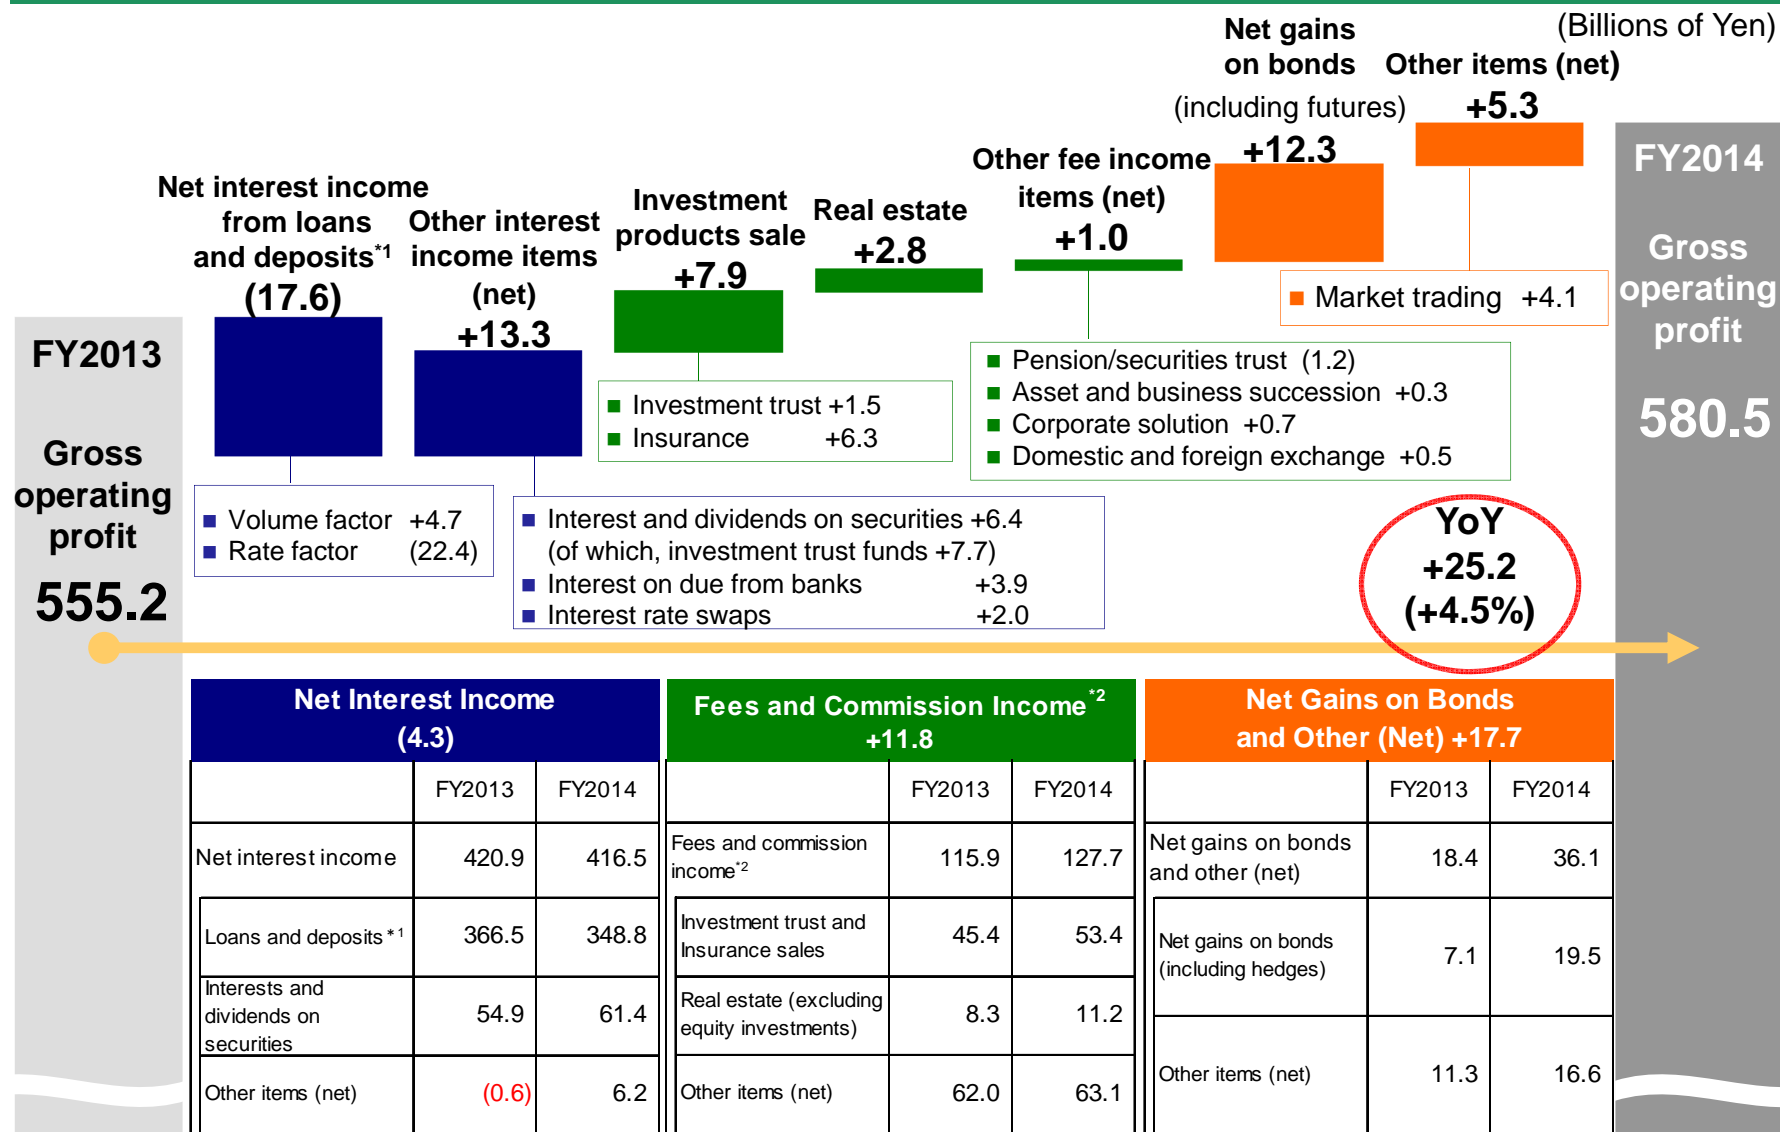 (Billions of Yen)
FY2013
Gross
operating
profit
555.2
Net interest income
from loans
and deposits*1
(17.6)
■ Volume factor +4.7
■ Rate factor (22.4)
Other interest
income items
(net)
+13.3
■ Interest and dividends on securities +6.4
(of which, investment trust funds +7.7)
■ Interest on due from banks +3.9
■ Interest rate swaps +2.0
Investment
products sale
+7.9
■ Investment trust +1.5
■ Insurance +6.3
Real estate
+2.8
Other fee income
items (net)
+1.0
■ Pension/securities trust (1.2)
■ Asset and business succession +0.3
■ Corporate solution +0.7
■ Domestic and foreign exchange +0.5
Net gains
on bonds
(including futures)
+12.3
Other items (net)
+5.3
■ Market trading +4.1
FY2014
Gross
operating
profit
580.5
YoY
+25.2
(+4.5%)
Net Interest Income
(4.3)
FY2013 FY2014
Net interest income 420.9 416.5
Loans and deposits *1 366.5 348.8
Interests and
dividends on
securities 54.9 61.4
Other items (net) (0.6) 6.2
Fees and Commission Income*2
+11.8
FY2013 FY2014
Fees and commission
income*2 115.9 127.7
Investment trust and
Insurance sales 45.4 53.4
Real estate (excluding
equity investments) 8.3 11.2
Other items (net) 62.0 63.1
Net Gains on Bonds
and Other (Net) +17.7
FY2013 FY2014
Net gains on bonds
and other (net) 18.4 36.1
Net gains on bonds
(including hedges) 7.1 19.5
Other items (net) 11.3 16.6